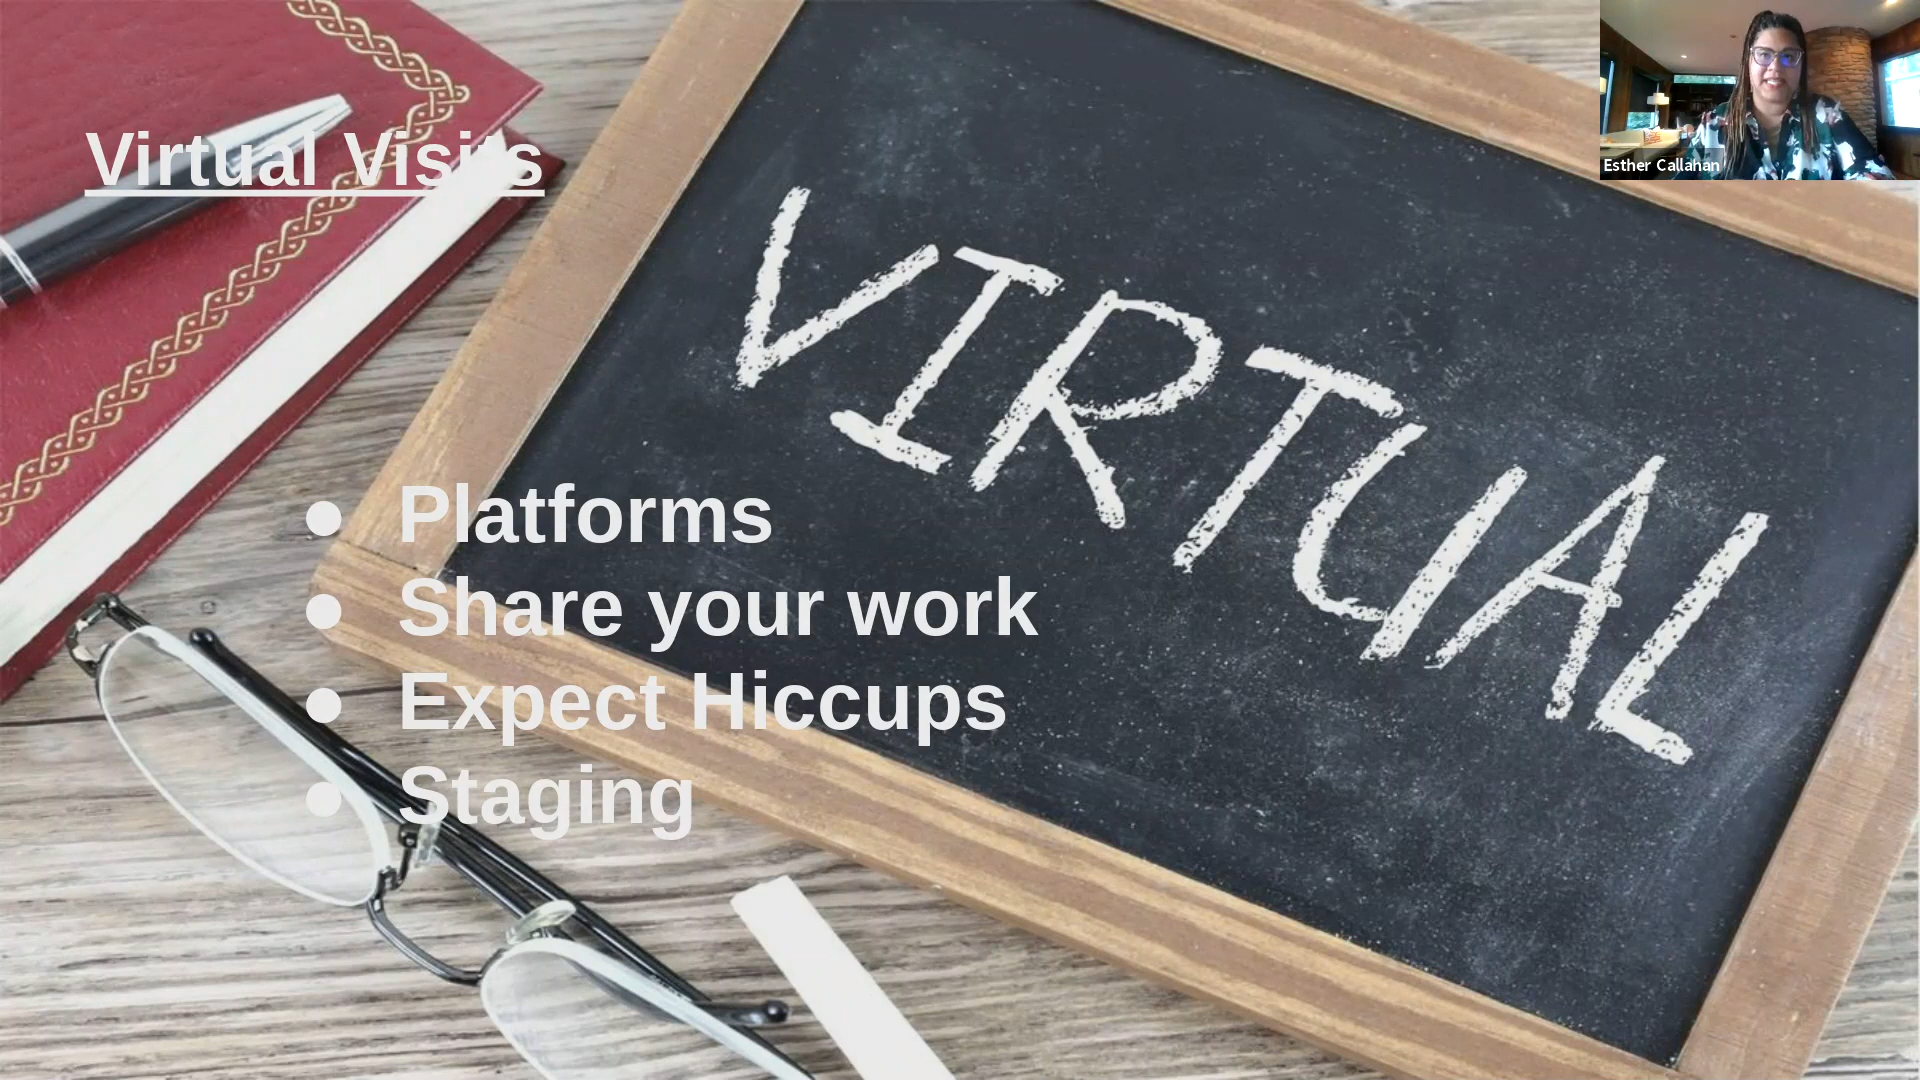 Virtual Visits
Esther Callahan
VIRTUAL
● Platforms
● Share your work
● Expect Hiccups
● Staging